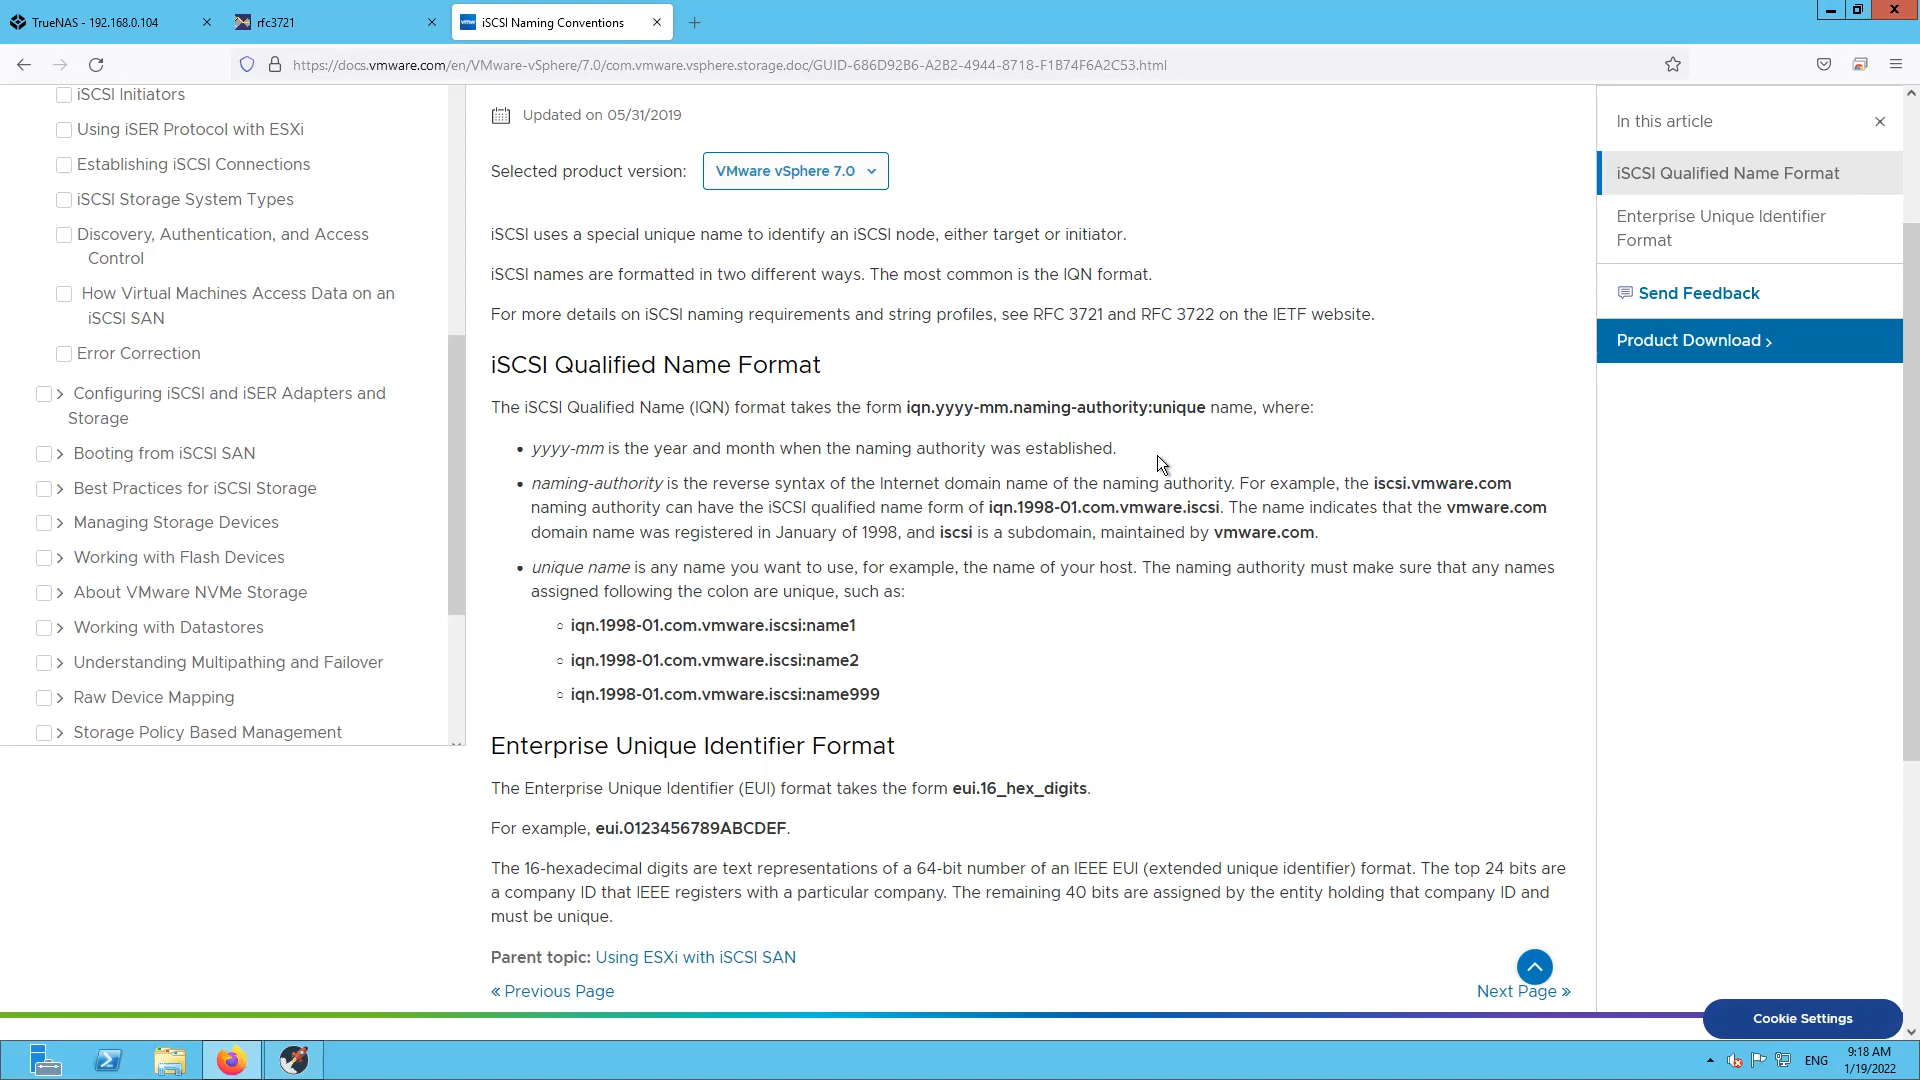 TrueNAS - 192.168.0.104
rfc3721
iSCSI Naming Conventions
https://docs.vmware.com/en/VMware-vSphere/7.0/com.vmware.vsphere.storage.doc/GUID-686D92B6-A2B2-4944-8718-F1B74F6A2C53.html
iSCSI Initiators
Using iSER Protocol with ESXi
Establishing iSCSI Connections
iSCSI Storage System Types
Discovery, Authentication, and Access
Control
How Virtual Machines Access Data on an
iSCSI SAN
Error Correction
Configuring iSCSI and iSER Adapters and
Storage
Booting from iSCSI SAN
Best Practices for iSCSI Storage
Managing Storage Devices
Working with Flash Devices
About VMware NVMe Storage
Working with Datastores
Understanding Multipathing and Failover
Raw Device Mapping
Storage Policy Based Management
Updated on 05/31/2019
Selected product version: VMware vSphere 7.0
iSCSI uses a special unique name to identify an iSCSI node, either target or initiator.
iSCSI names are formatted in two different ways. The most common is the IQN format.
For more details on iSCSI naming requirements and string profiles, see RFC 3721 and RFC 3722 on the IETF website.
iSCSI Qualified Name Format
The iSCSI Qualified Name (IQN) format takes the form iqn.yyyy-mm.naming-authority:unique name, where:
• yyyy-mm is the year and month when the naming authority was established.
• naming-authority is the reverse syntax of the Internet domain name of the naming authority. For example, the iscsi.vmware.com
naming authority can have the iSCSI qualified name form of iqn.1998-01.com.vmware.iscsi. The name indicates that the vmware.com
domain name was registered in January of 1998, and iscsi is a subdomain, maintained by vmware.com.
• unique name is any name you want to use, for example, the name of your host. The naming authority must make sure that any names
assigned following the colon are unique, such as:
○ iqn.1998-01.com.vmware.iscsi:name1
○ iqn.1998-01.com.vmware.iscsi:name2
○ iqn.1998-01.com.vmware.iscsi:name999
Enterprise Unique Identifier Format
The Enterprise Unique Identifier (EUI) format takes the form eui.16_hex_digits.
For example, eui.0123456789ABCDEF.
The 16-hexadecimal digits are text representations of a 64-bit number of an IEEE EUI (extended unique identifier) format. The top 24 bits are
a company ID that IEEE registers with a particular company. The remaining 40 bits are assigned by the entity holding that company ID and
must be unique.
Parent topic: Using ESXi with iSCSI SAN
« Previous Page
Next Page »
In this article
iSCSI Qualified Name Format
Enterprise Unique Identifier
Format
Send Feedback
Product Download ›
Cookie Settings
ENG
9:18 AM
1/19/2022